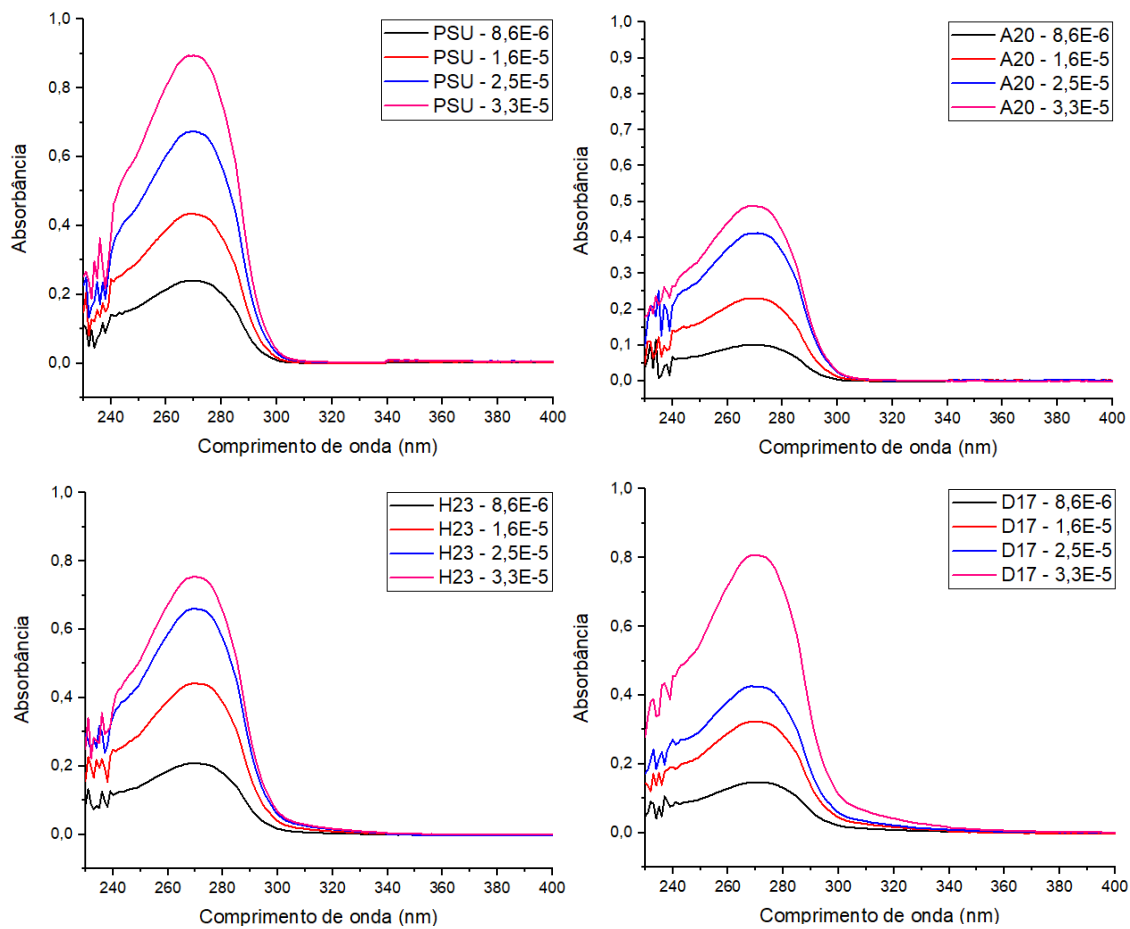 1,0
0,8
0,6
0,4
0,2
0,0
Absorbância
240 260 280 300 320 340 360 380 400
Comprimento de onda (nm)
PSU - 8,6E-6
PSU - 1,6E-5
PSU - 2,5E-5
PSU - 3,3E-5
1,0
0,9
0,8
0,7
0,6
0,5
0,4
0,3
0,2
0,1
0,0
Absorbância
240 260 280 300 320 340 360 380 400
Comprimento de onda (nm)
A20 - 8,6E-6
A20 - 1,6E-5
A20 - 2,5E-5
A20 - 3,3E-5
1,0
0,8
0,6
0,4
0,2
0,0
Absorbância
240 260 280 300 320 340 360 380 400
Comprimento de onda (nm)
H23 - 8,6E-6
H23 - 1,6E-5
H23 - 2,5E-5
H23 - 3,3E-5
1,0
0,8
0,6
0,4
0,2
0,0
Absorbância
240 260 280 300 320 340 360 380 400
Comprimento de onda (nm)
D17 - 8,6E-6
D17 - 1,6E-5
D17 - 2,5E-5
D17 - 3,3E-5